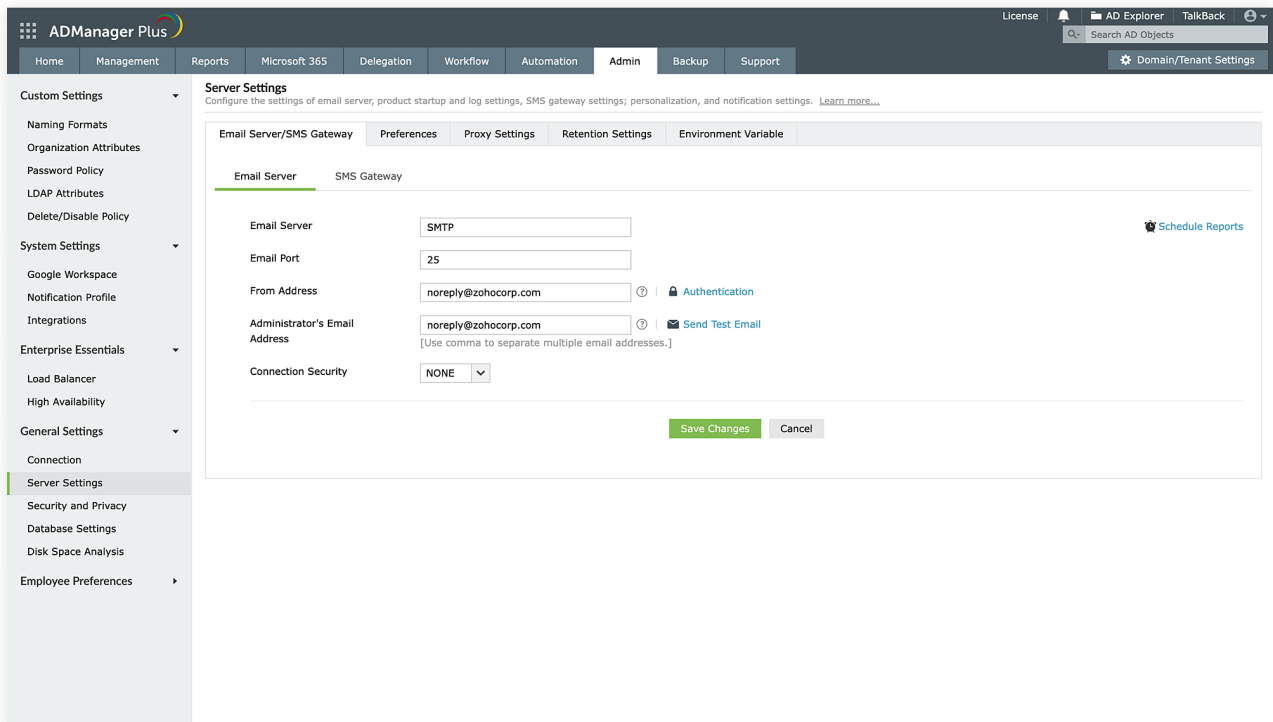 License
AD Explorer
TalkBack
ADManager Plus
Search AD Objects
Home
Management
Reports
Microsoft 365
Delegation
Workflow
Automation
Admin
Backup
Support
Domain/Tenant Settings
Custom Settings
Naming Formats
Organization Attributes
Password Policy
LDAP Attributes
Delete/Disable Policy
System Settings
Google Workspace
Notification Profile
Integrations
Enterprise Essentials
Load Balancer
High Availability
General Settings
Connection
Server Settings
Security and Privacy
Database Settings
Disk Space Analysis
Employee Preferences
Server Settings
Configure the settings of email server, product startup and log settings, SMS gateway settings; personalization, and notification settings. Learn more...
Email Server/SMS Gateway
Preferences
Proxy Settings
Retention Settings
Environment Variable
Email Server
SMS Gateway
Email Server
SMTP
Schedule Reports
Email Port
25
From Address
noreply@zohocorp.com
?
Authentication
Administrator's Email
Address
noreply@zohocorp.com
?
Send Test Email
[Use comma to separate multiple email addresses.]
Connection Security
NONE
Save Changes
Cancel